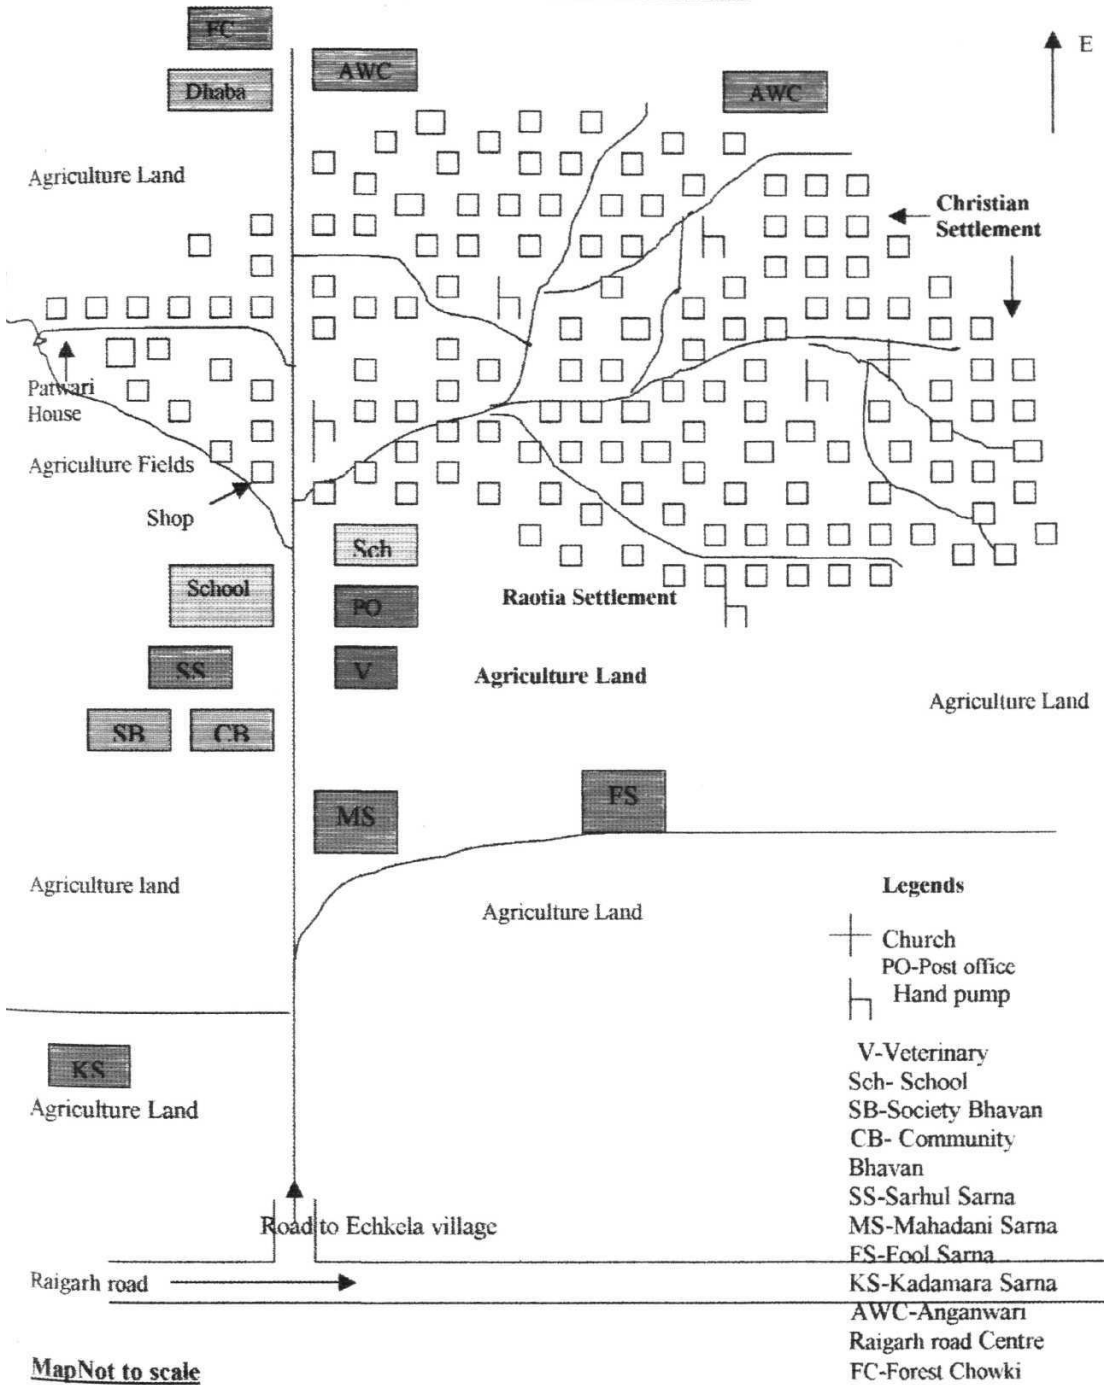 FC
E
AWC
Dhaba
AWC
Agriculture Land
Christian
Settlement
Patwari
House
Agriculture Fields
Shop
Sch
School
PO
Raotia Settlement
SS
V
Agriculture Land
Agriculture Land
SB
CB
FS
MS
Agriculture land
Agriculture Land
Legends
Church
PO-Post office
Hand pump
V-Veterinary
Sch- School
SB-Society Bhavan
CB- Community
Bhavan
SS-Sarhul Sarna
MS-Mahadani Sarna
FS-Fool Sarna
KS-Kadamara Sarna
AWC-Anganwari
Raigarh road Centre
FC-Forest Chowki
KS
Agriculture Land
Road to Echkela village
Raigarh road
MapNot to scale